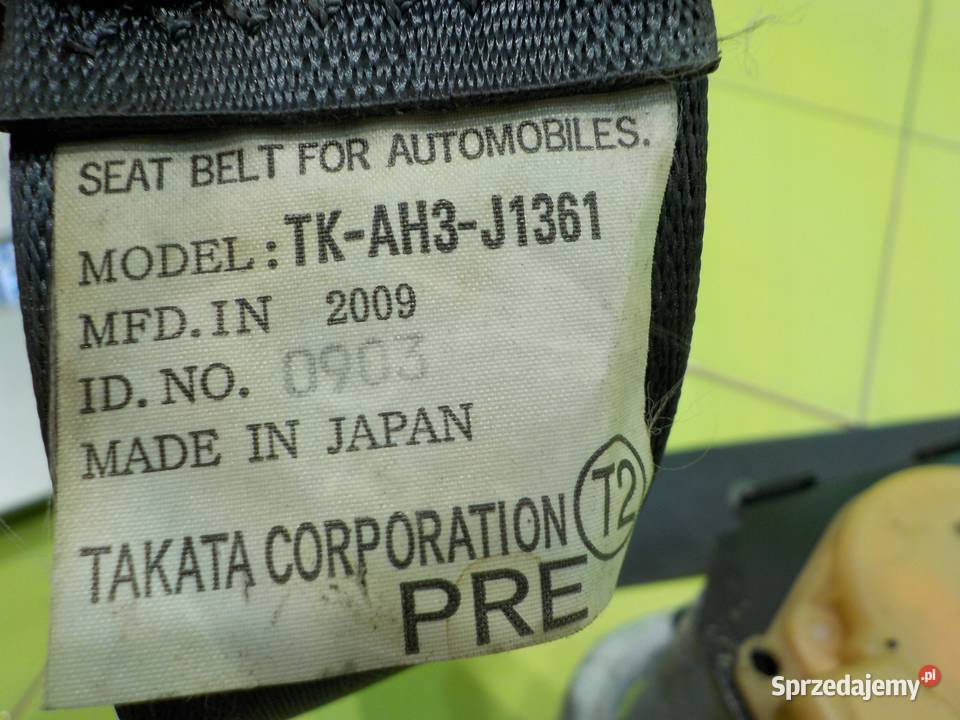 SEAT BELT FOR AUTOMOBILES.
MODEL: TK-AH3-J1361
MFD. IN 2009
ID. NO. 0903
MADE IN JAPAN
TAKATA CORPORATION T2
PRE
Sprzedajemy.pl